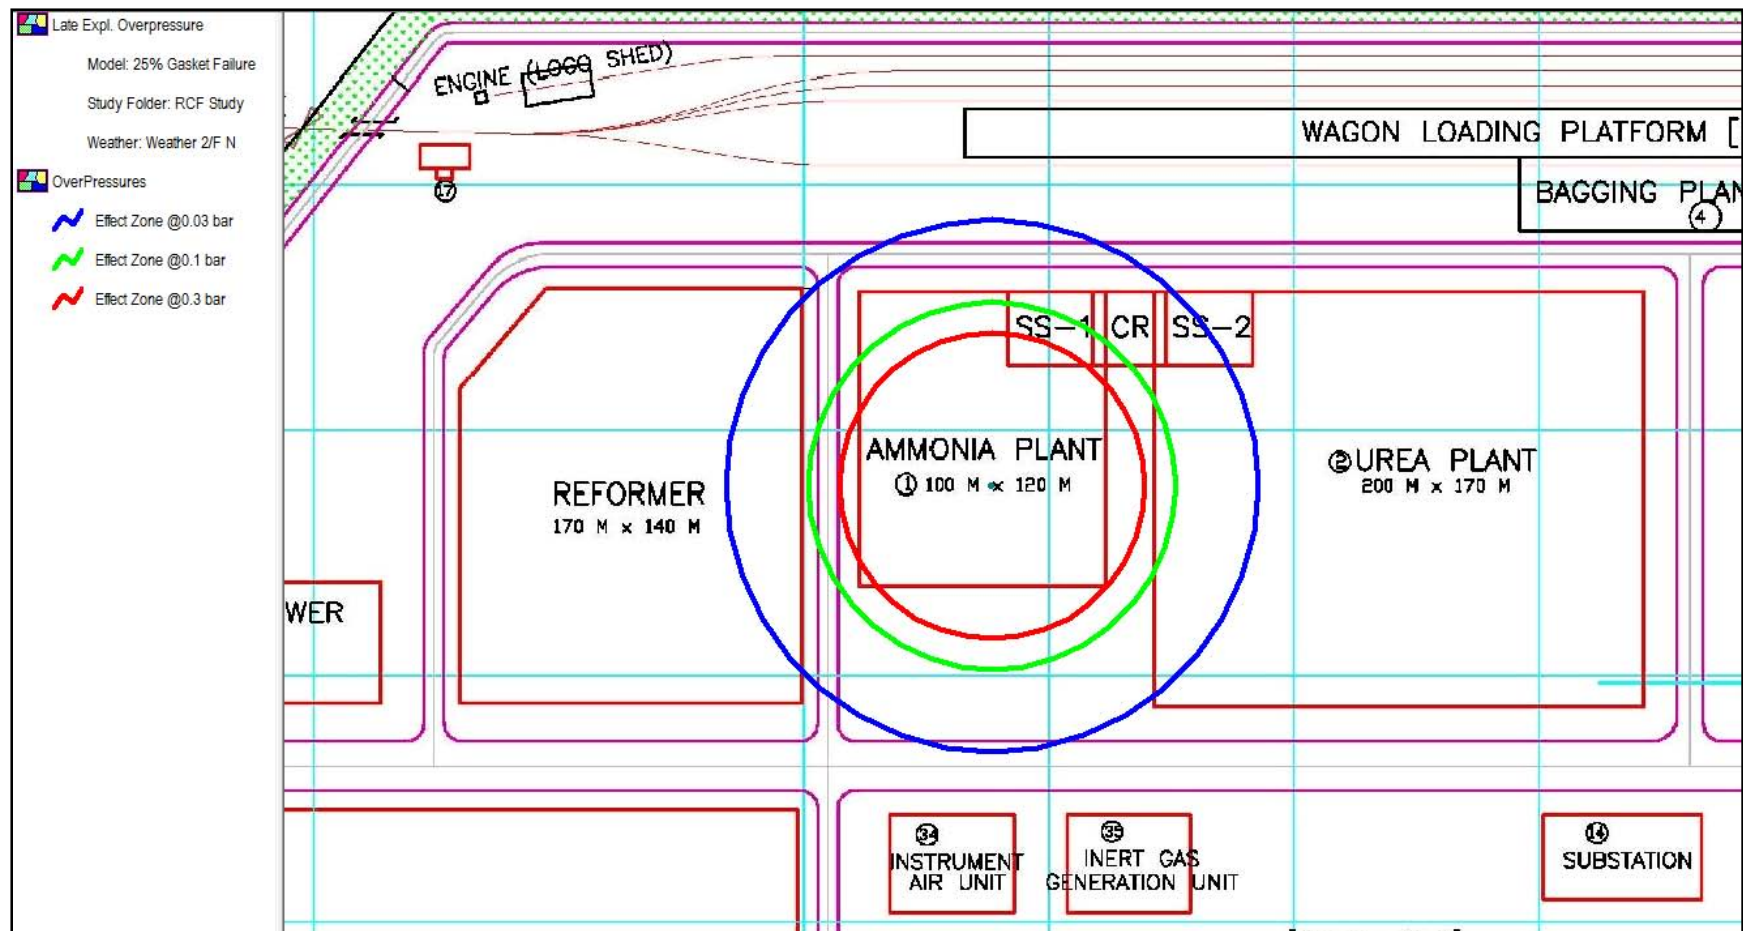 Late Expl. Overpressure
Model: 25% Gasket Failure
Study Folder: RCF Study
Weather: Weather 2/F N
OverPressures
Effect Zone @0.03 bar
Effect Zone @0.1 bar
Effect Zone @0.3 bar
ENGINE (LOCO SHED)
17
WAGON LOADING PLATFORM [
BAGGING PLAN
4
SS-1 CR SS-2
AMMONIA PLANT
1 100 M x 120 M
2 UREA PLANT
200 M x 170 M
REFORMER
170 M x 140 M
WER
34
INSTRUMENT
AIR UNIT
35
INERT GAS
GENERATION UNIT
14
SUBSTATION